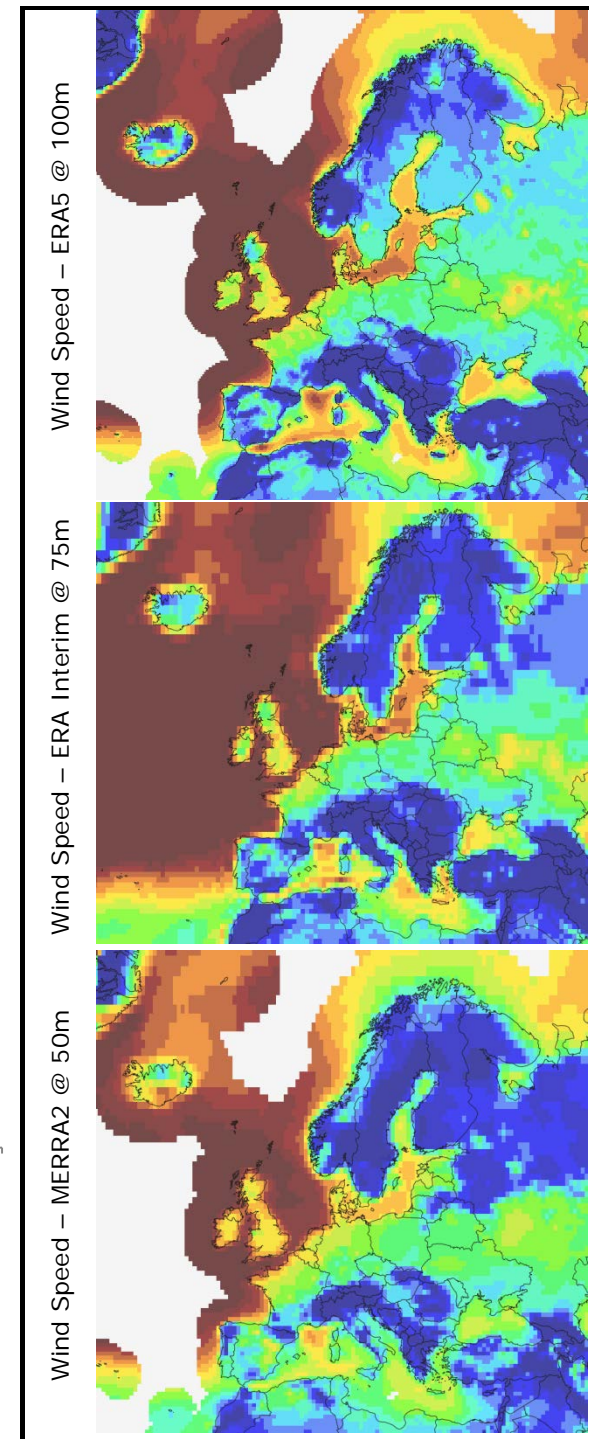 Wind Speed – ERA5 @ 100m
Wind Speed – ERA Interim @ 75m
Wind Speed – MERRA2 @ 50m